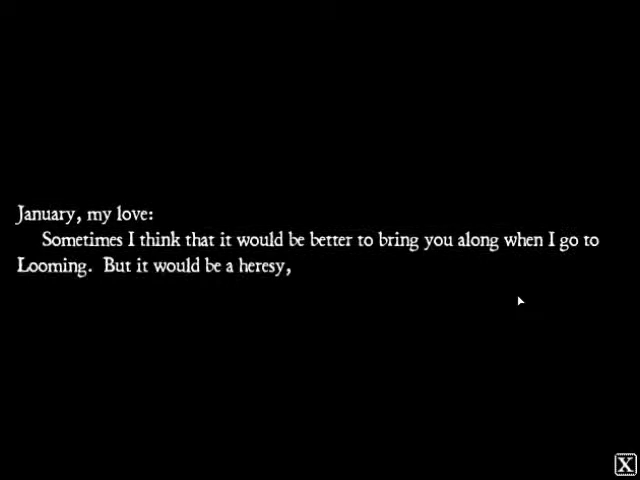 January, my love:
Sometimes I think that it would be better to bring you along when I go to
Looming. But it would be a heresy,
X